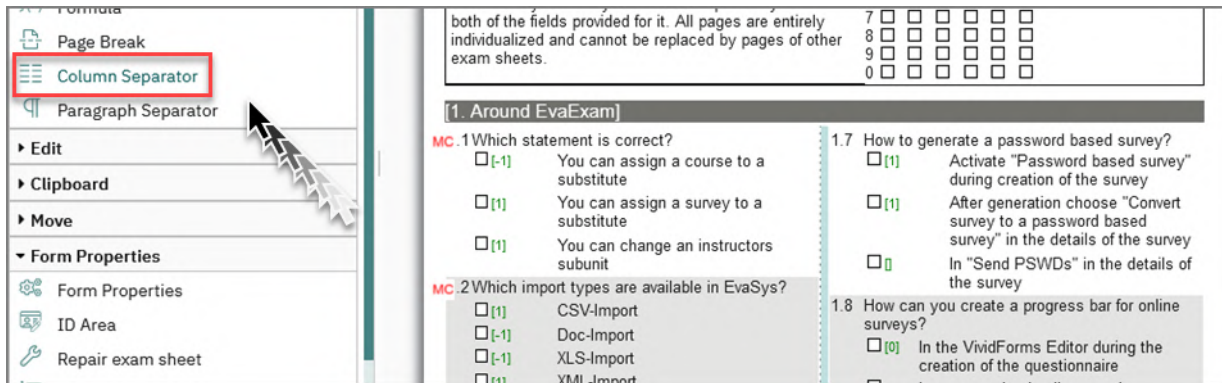 Formula
Page Break
Column Separator
Paragraph Separator
Edit
Clipboard
Move
Form Properties
Form Properties
ID Area
Repair exam sheet
both of the fields provided for it. All pages are entirely
individualized and cannot be replaced by pages of other
exam sheets.
7
8
9
0
[1. Around EvaExam]
MC.1 Which statement is correct?
[-1] You can assign a course to a
substitute
[1] You can assign a survey to a
substitute
[1] You can change an instructors
subunit
MC.2 Which import types are available in EvaSys?
[1] CSV-Import
[-1] Doc-Import
[-1] XLS-Import
[1] XML-Import
1.7 How to generate a password based survey?
[1] Activate "Password based survey"
during creation of the survey
[1] After generation choose "Convert
survey to a password based
survey" in the details of the survey
[] In "Send PSWDs" in the details of
the survey
1.8 How can you create a progress bar for online
surveys?
[0] In the VividForms Editor during the
creation of the questionnaire